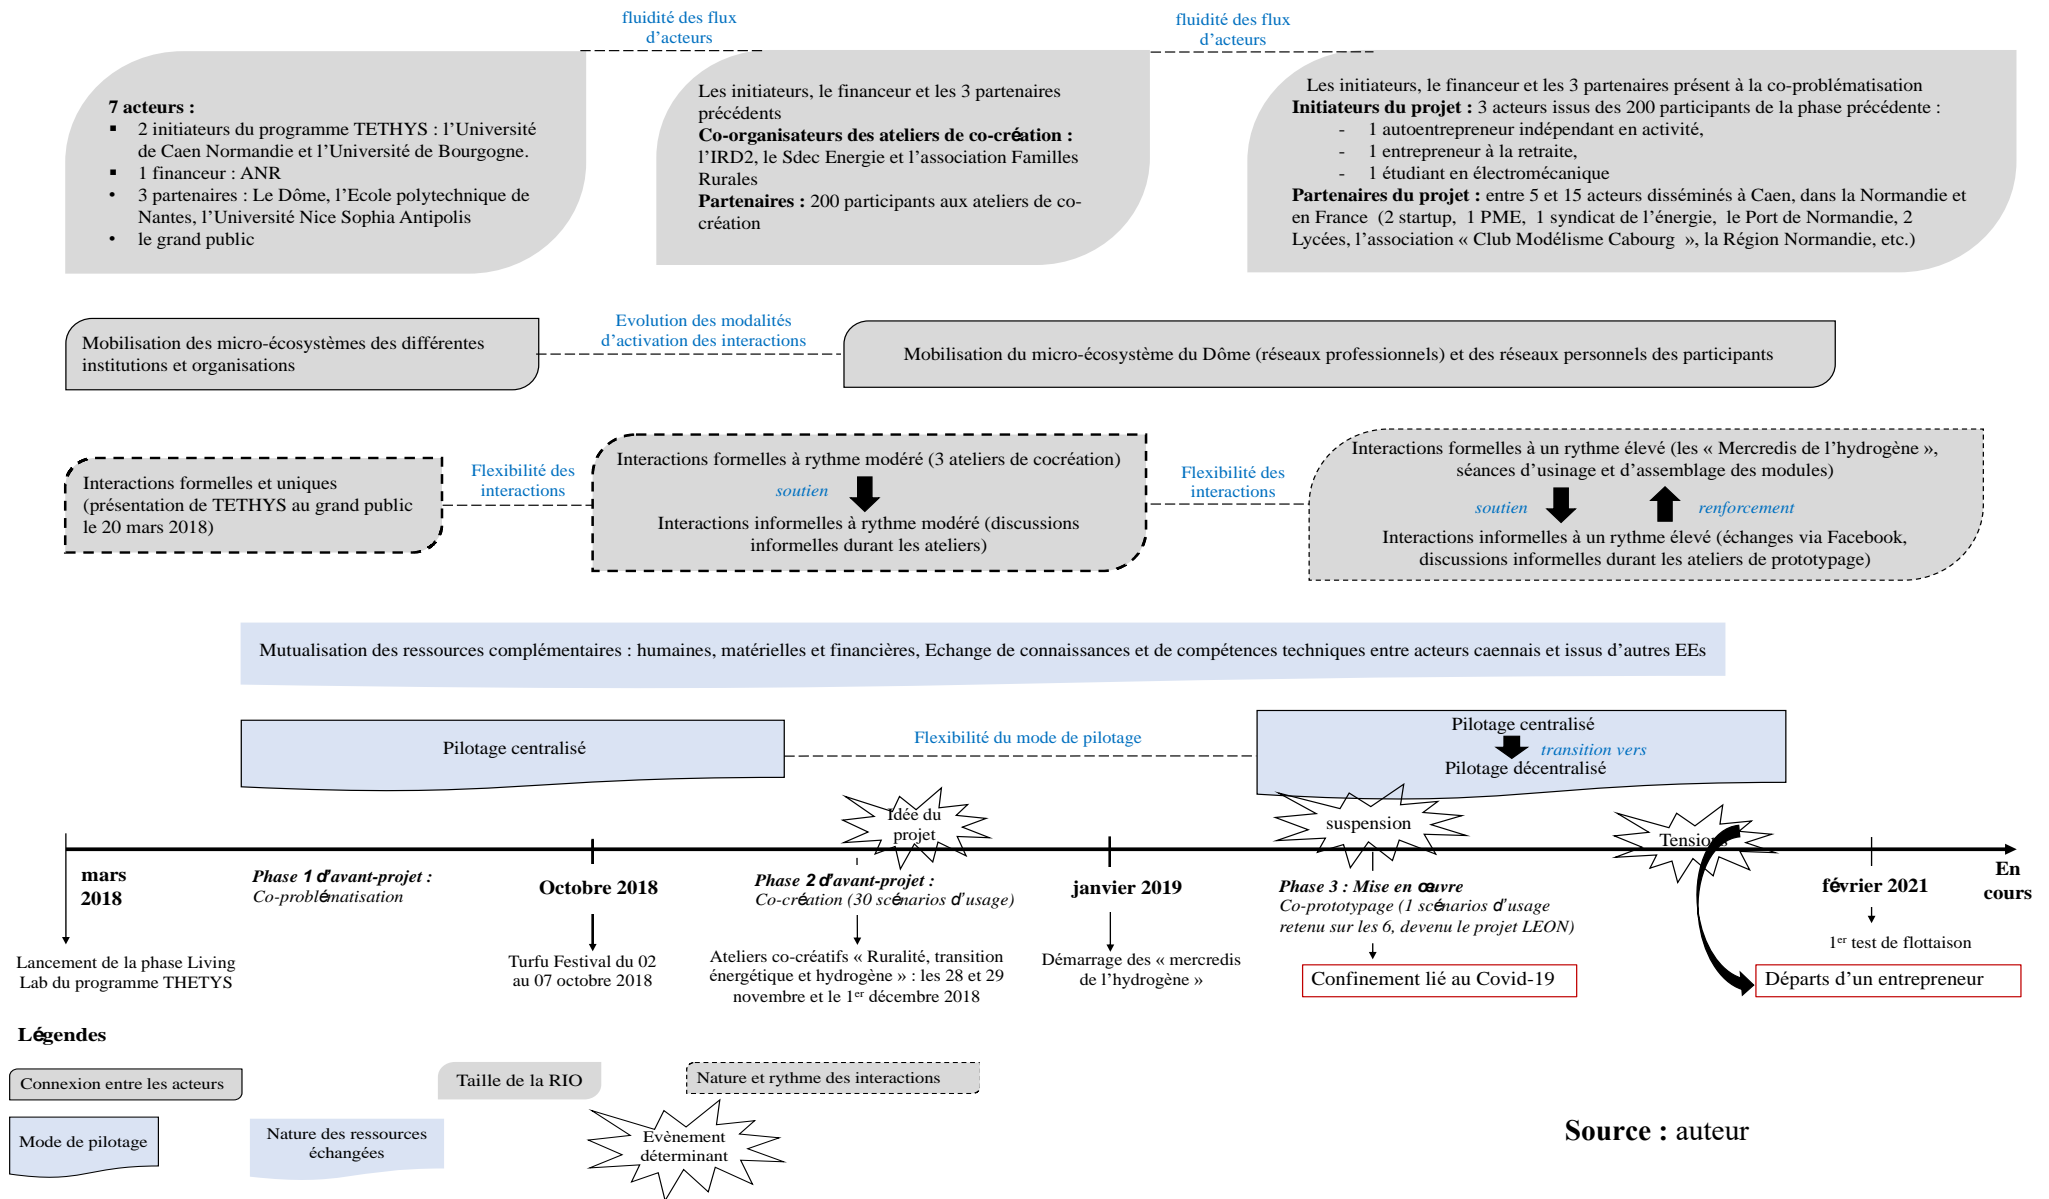 fluidité des flux
d’acteurs
fluidité des flux
d’acteurs
7 acteurs :
▪ 2 initiateurs du programme TETHYS : l’Université
de Caen Normandie et l’Université de Bourgogne.
▪ 1 financeur : ANR
• 3 partenaires : Le Dôme, l’Ecole polytechnique de
Nantes, l’Université Nice Sophia Antipolis
• le grand public
Les initiateurs, le financeur et les 3 partenaires
précédents
Co-organisateurs des ateliers de co-création :
l’IRD2, le Sdec Energie et l’association Familles
Rurales
Partenaires : 200 participants aux ateliers de co-
création
Les initiateurs, le financeur et les 3 partenaires présent à la co-problématisation
Initiateurs du projet : 3 acteurs issus des 200 participants de la phase précédente :
- 1 autoentrepreneur indépendant en activité,
- 1 entrepreneur à la retraite,
- 1 étudiant en électromécanique
Partenaires du projet : entre 5 et 15 acteurs disséminés à Caen, dans la Normandie et
en France (2 startup, 1 PME, 1 syndicat de l’énergie, le Port de Normandie, 2
Lycées, l’association « Club Modélisme Cabourg », la Région Normandie, etc.)
Mobilisation des micro-écosystèmes des différentes
institutions et organisations
Evolution des modalités
d’activation des interactions
Mobilisation du micro-écosystème du Dôme (réseaux professionnels) et des réseaux personnels des participants
Interactions formelles et uniques
(présentation de TETHYS au grand public
le 20 mars 2018)
Flexibilité des
interactions
Interactions formelles à rythme modéré (3 ateliers de cocréation)
soutien
Interactions informelles à rythme modéré (discussions
informelles durant les ateliers)
Flexibilité des
interactions
Interactions formelles à un rythme élevé (les « Mercredis de l’hydrogène »,
séances d’usinage et d’assemblage des modules)
soutien
renforcement
Interactions informelles à un rythme élevé (échanges via Facebook,
discussions informelles durant les ateliers de prototypage)
Mutualisation des ressources complémentaires : humaines, matérielles et financières, Echange de connaissances et de compétences techniques entre acteurs caennais et issus d’autres EEs
Pilotage centralisé
Flexibilité du mode de pilotage
Pilotage centralisé
transition vers
Pilotage décentralisé
Idée du
projet
suspension
Tensions
mars
2018
Phase 1 d’avant-projet :
Co-problématisation
Octobre 2018
Phase 2 d’avant-projet :
Co-création (30 scénarios d’usage)
janvier 2019
Phase 3 : Mise en œuvre
Co-prototypage (1 scénarios d’usage
retenu sur les 6, devenu le projet LEON)
février 2021
En
cours
Lancement de la phase Living
Lab du programme THETYS
Turfu Festival du 02
au 07 octobre 2018
Ateliers co-créatifs « Ruralité, transition
énergétique et hydrogène » : les 28 et 29
novembre et le 1er décembre 2018
Démarrage des « mercredis
de l’hydrogène »
Confinement lié au Covid-19
1er test de flottaison
Départs d’un entrepreneur
Légendes
Connexion entre les acteurs
Taille de la RIO
Nature et rythme des interactions
Mode de pilotage
Nature des ressources
échangées
Evènement
déterminant
Source : auteur